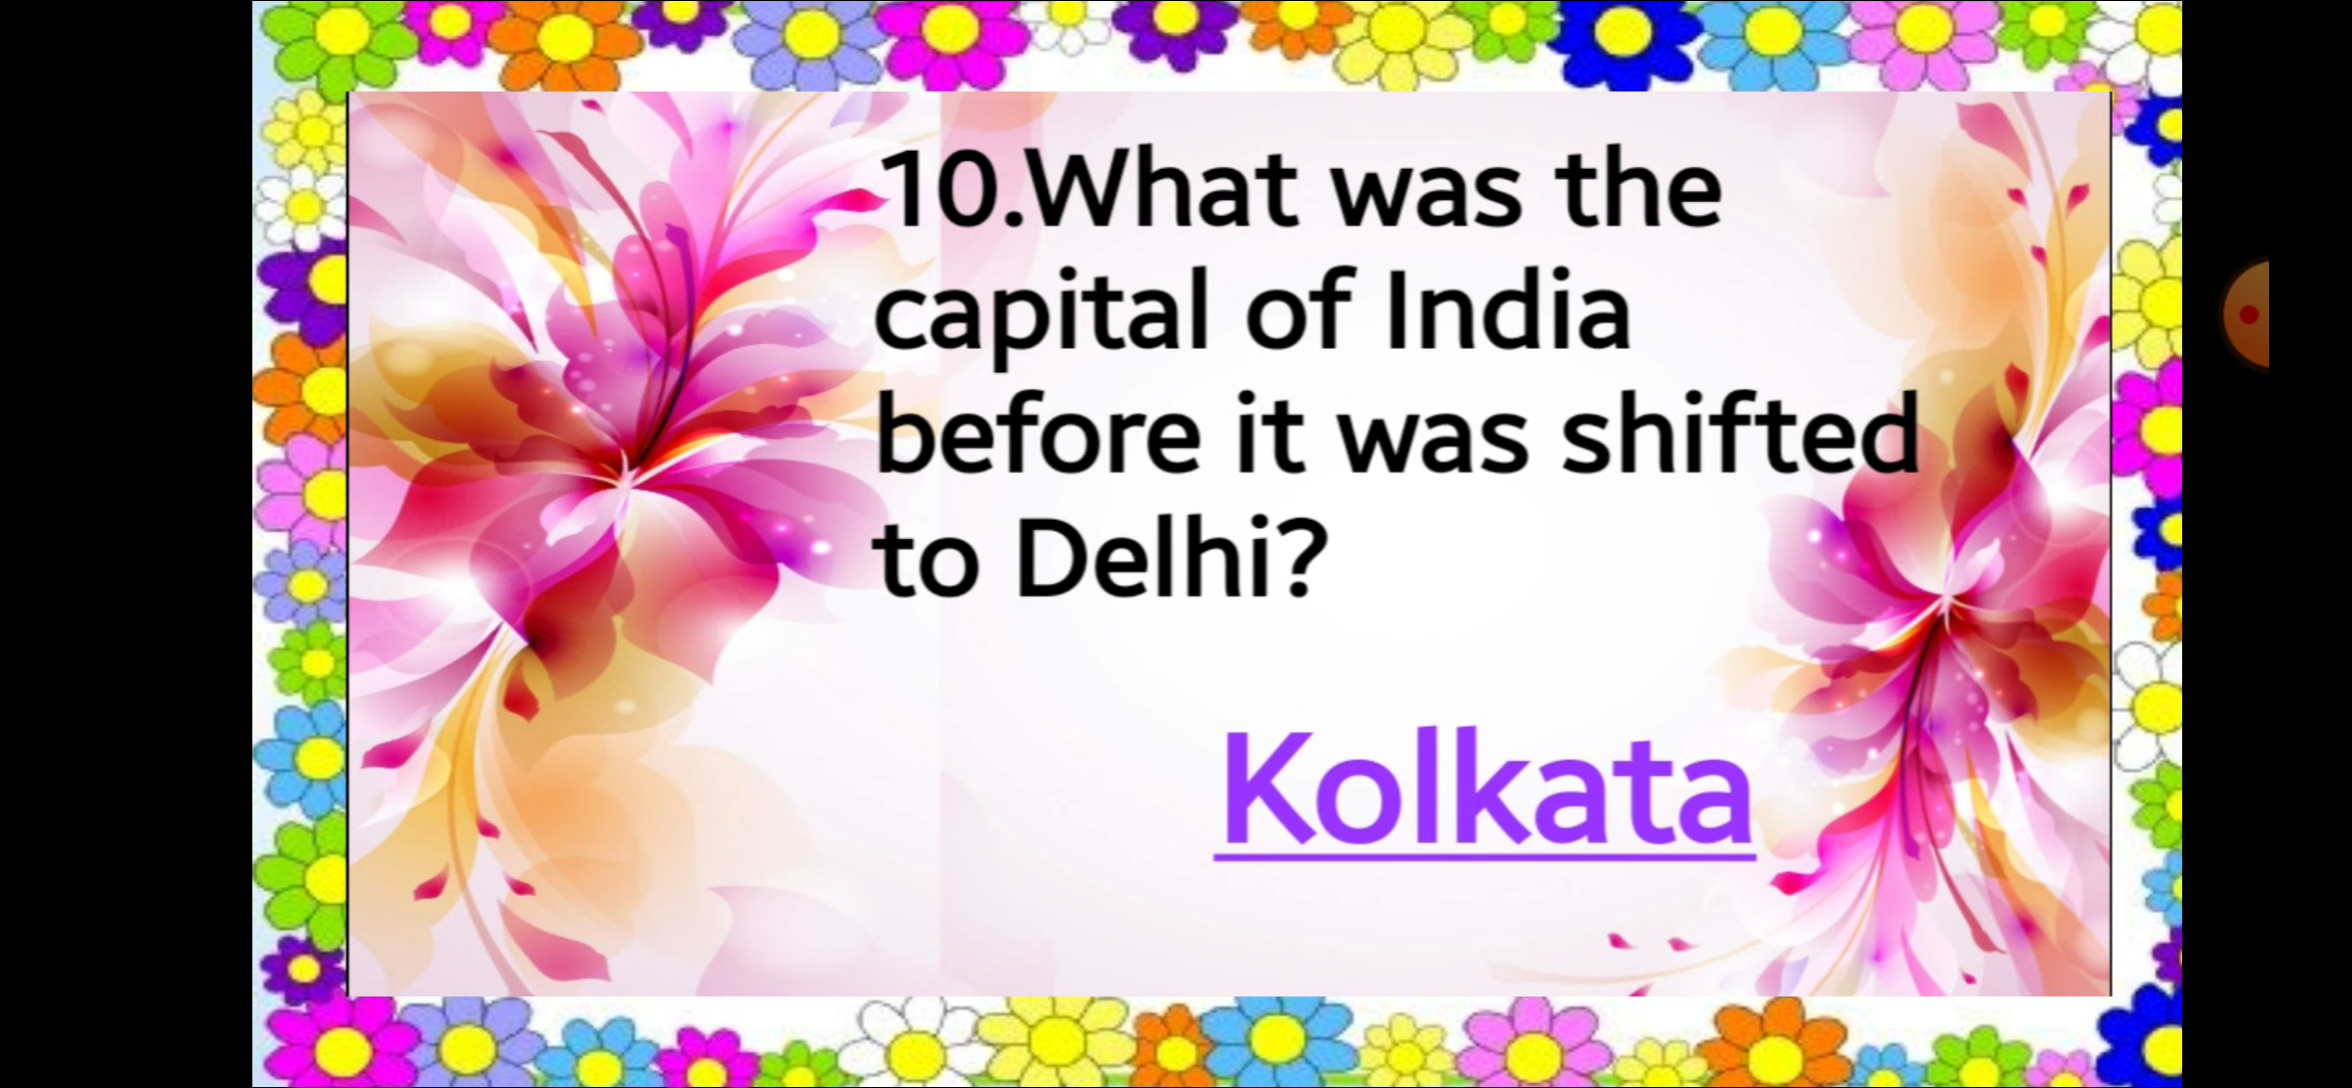 10.What was the
capital of India
before it was shifted
to Delhi?
Kolkata